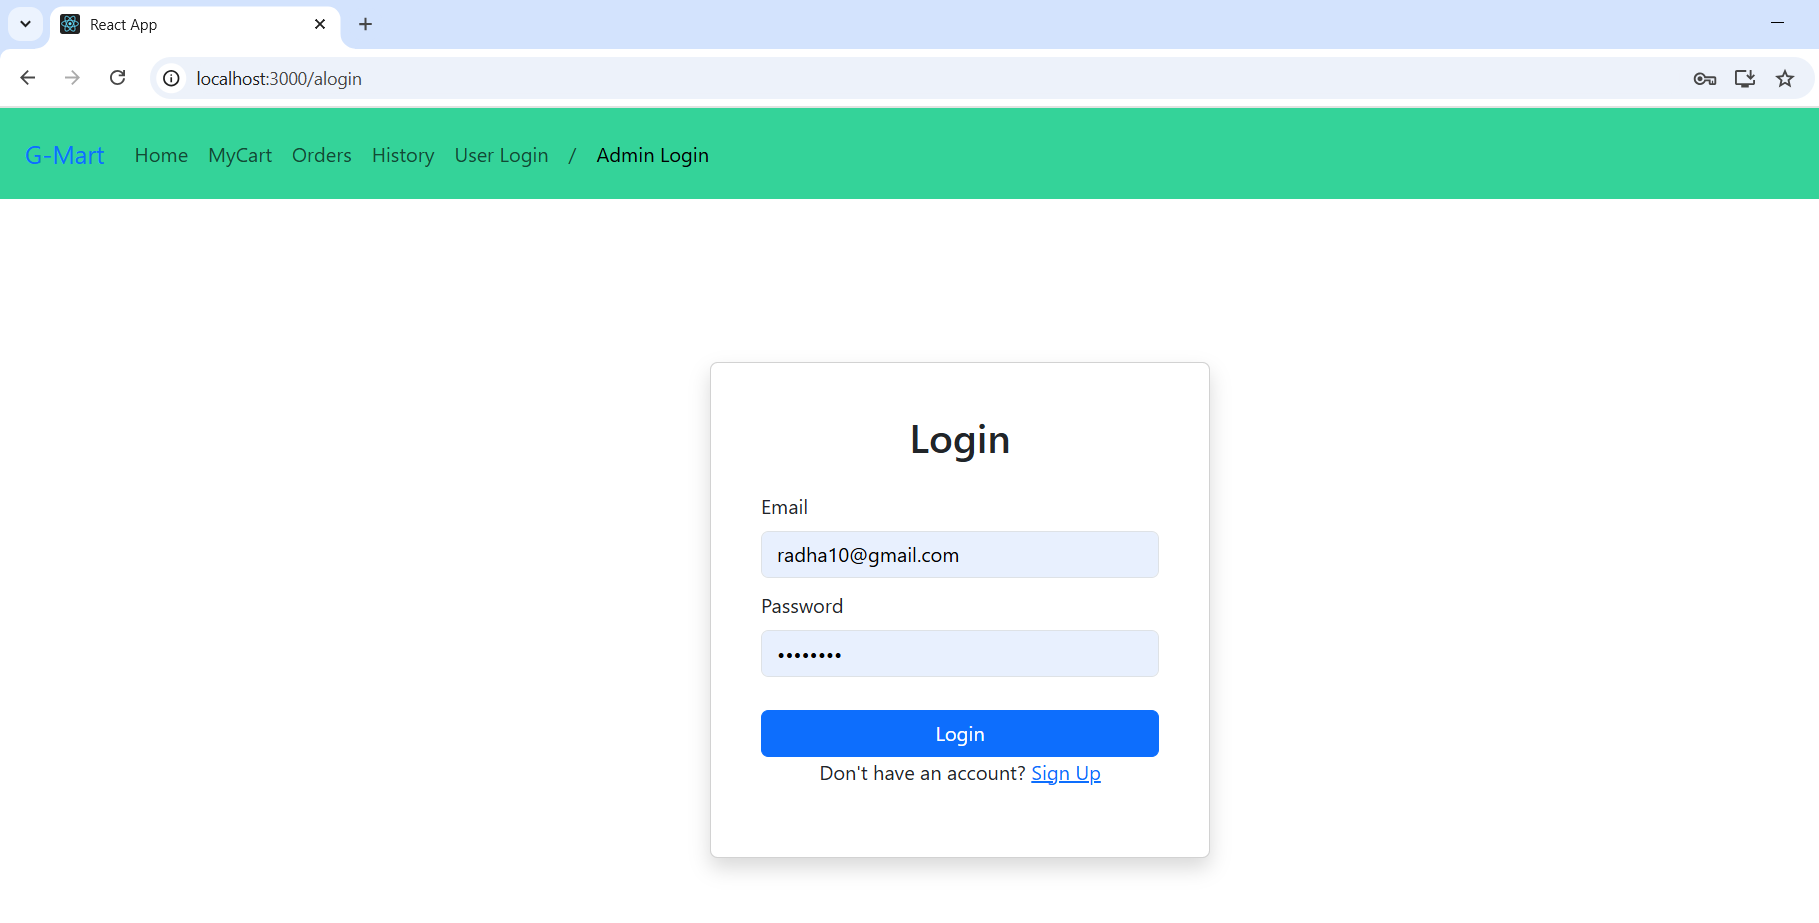 React App
localhost:3000/alogin
G-Mart Home MyCart Orders History User Login / Admin Login
Login
Email
radha10@gmail.com
Password
••••••••
Login
Don't have an account? Sign Up